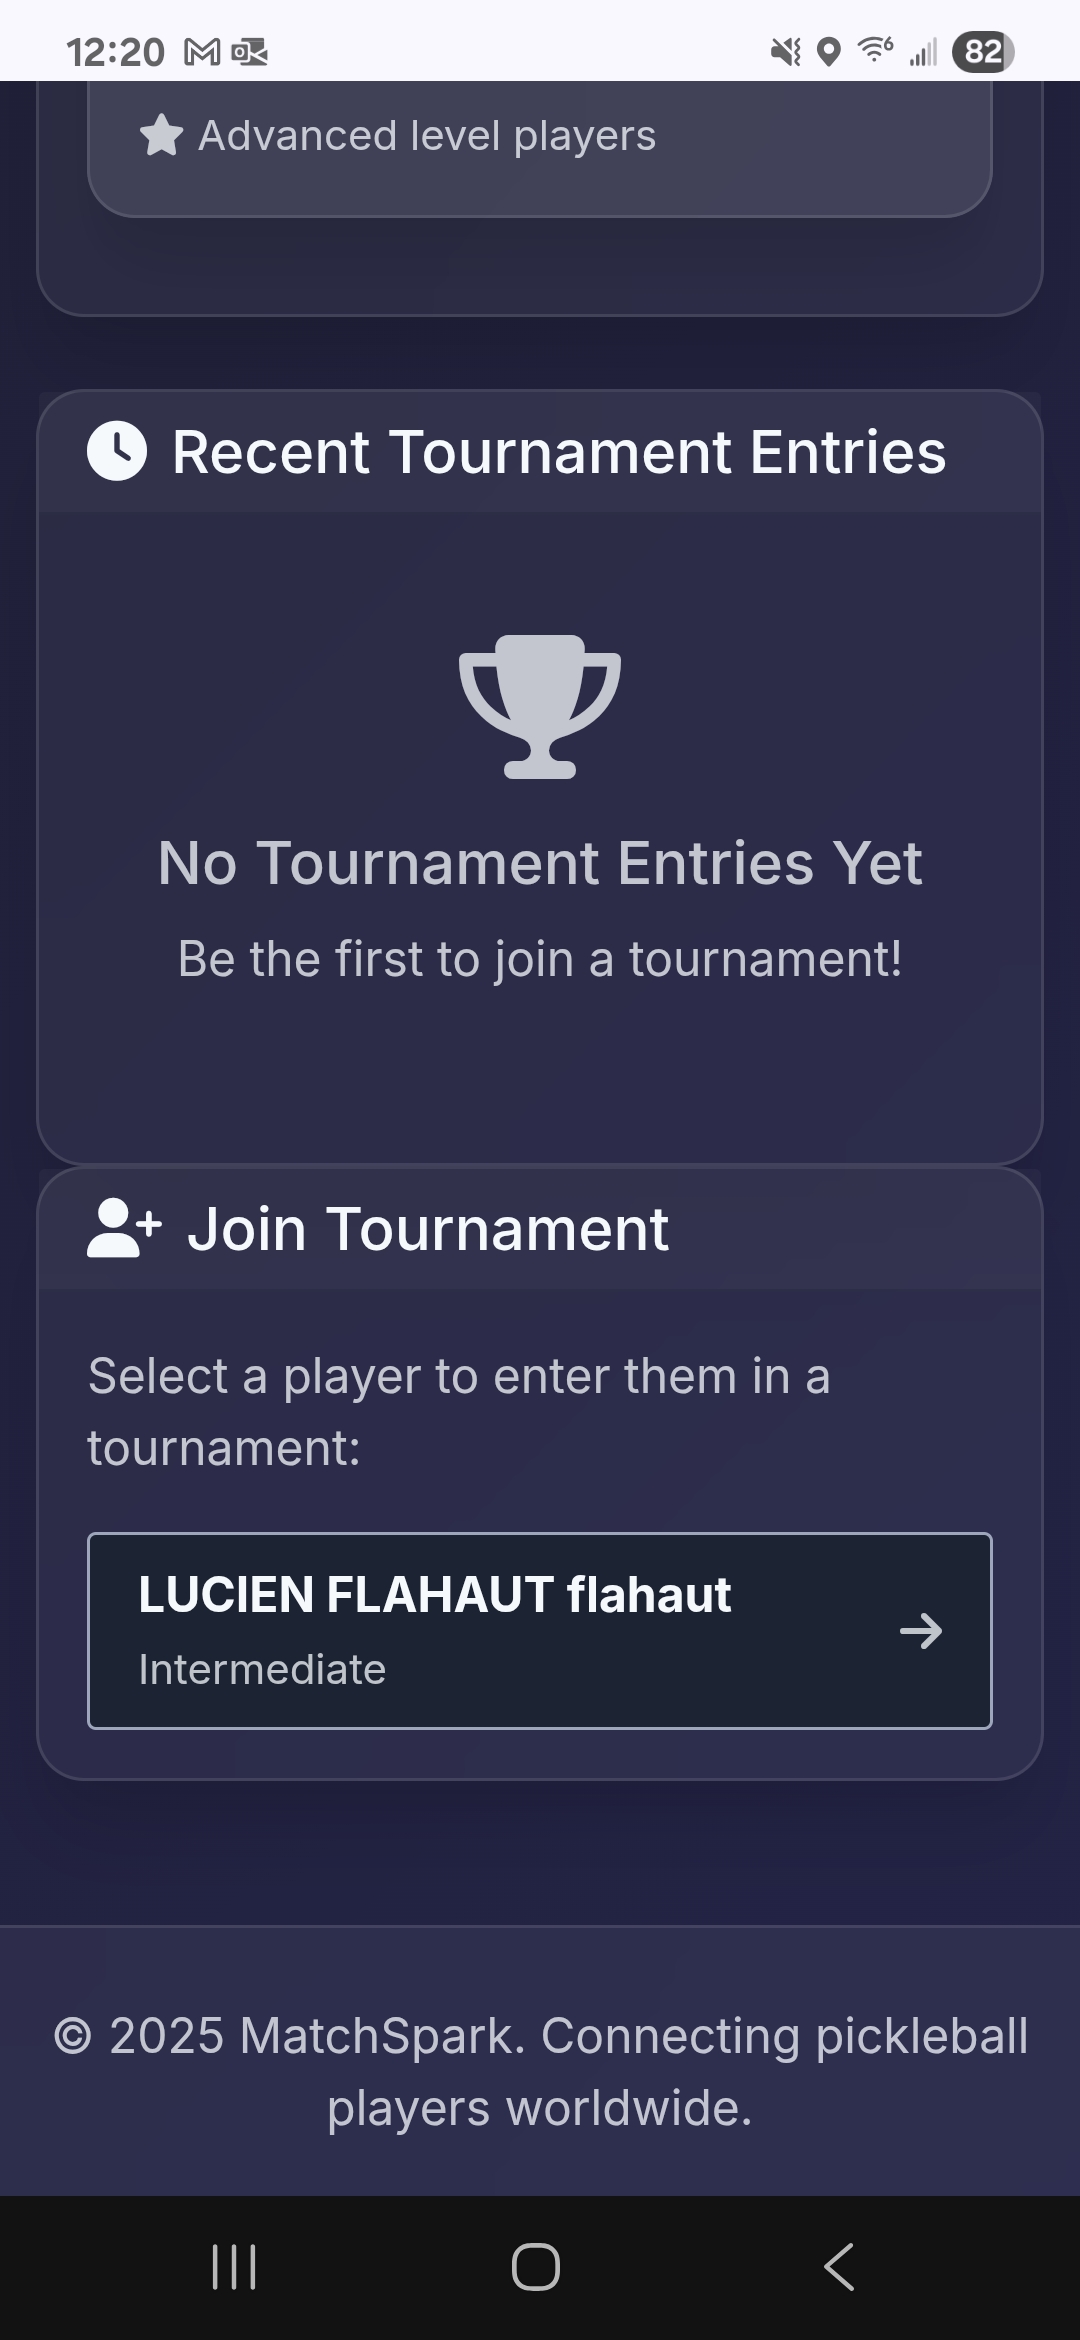 12:20
6
82
Advanced level players
Recent Tournament Entries
No Tournament Entries Yet
Be the first to join a tournament!
Join Tournament
Select a player to enter them in a
tournament:
LUCIEN FLAHAUT flahaut
Intermediate
© 2025 MatchSpark. Connecting pickleball
players worldwide.